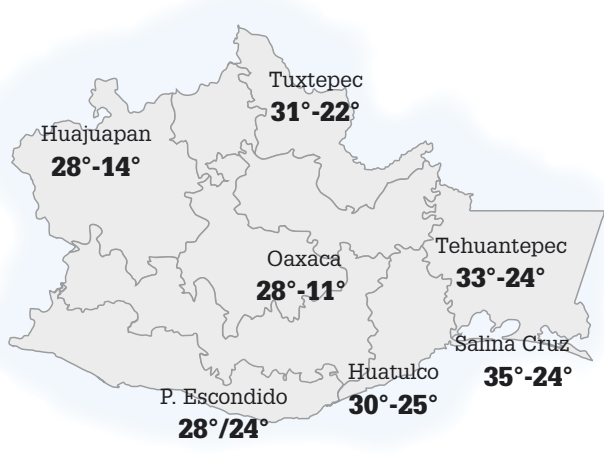 Tuxtepec
31°-22°
Huajuapan
28°-14°
Oaxaca
28°-11°
Tehuantepec
33°-24°
Salina Cruz
35°-24°
Huatulco
30°-25°
P. Escondido
28°/24°